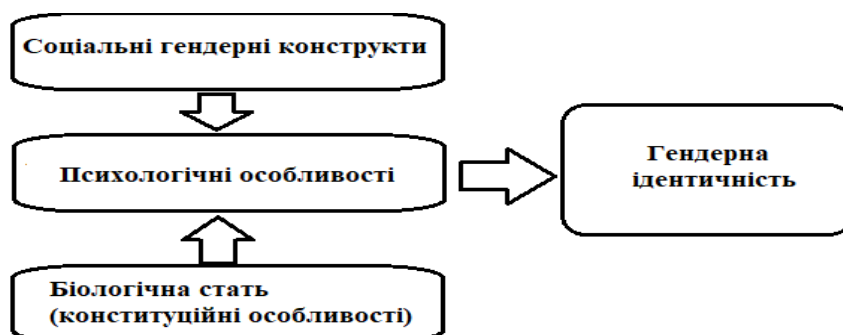 Соціальні гендерні конструкти
Психологічні особливості
Гендерна
ідентичність
Біологічна стать
(конституційні особливості)